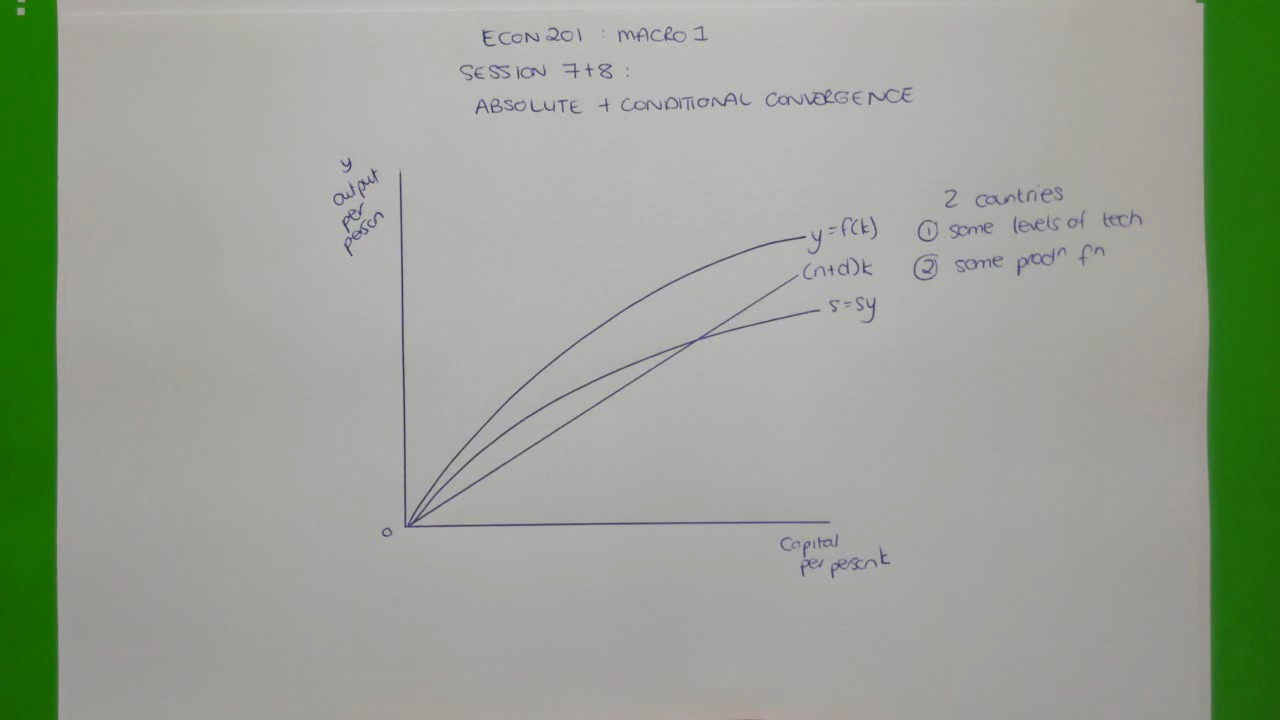 ECON 201 : MACRO 1
SESSION 7+8 :
ABSOLUTE + CONDITIONAL CONVERGENCE
y
output
per
person
y=f(k)
(n+d)k
s=sy
2 countries
① same levels of tech
② same prodⁿ fⁿ
0
Capital
per person k